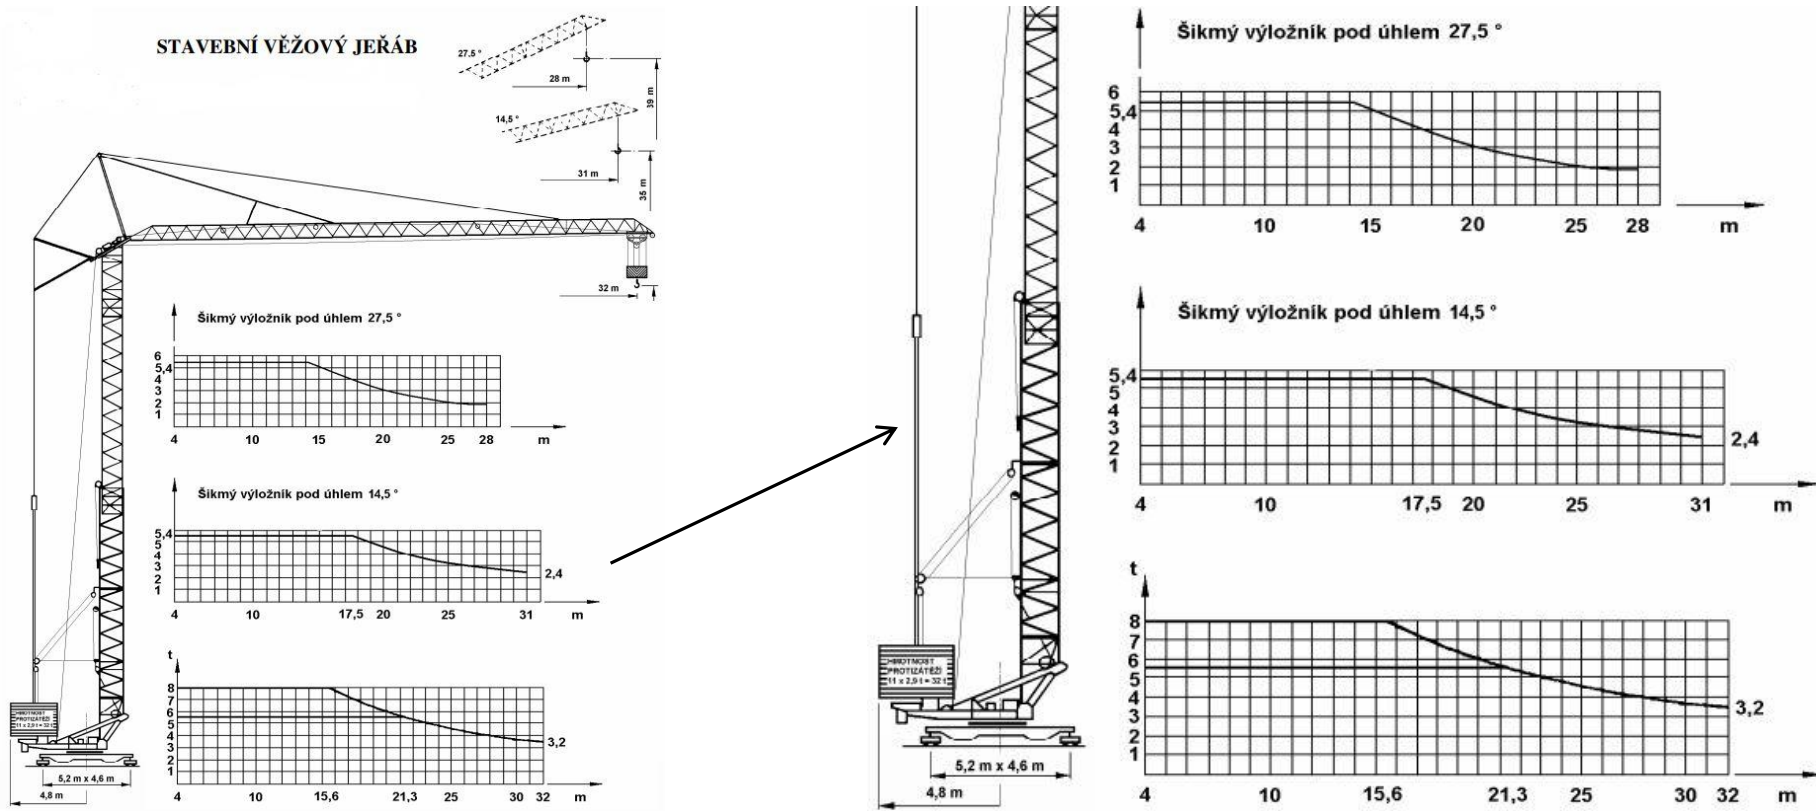 STAVEBNÍ VĚŽOVÝ JEŘÁB
27,5 °
28 m
39 m
14,5 °
31 m
35 m
32 m
Šikmý výložník pod úhlem 27,5 °
6
5,4
4
3
2
1
4 10 15 20 25 28 m
Šikmý výložník pod úhlem 14,5 °
5,4
5
4
3
2
1
2,4
4 10 17,5 20 25 31 m
t
8
7
6
5
4
3
2
1
3,2
4 10 15,6 21,3 25 30 32 m
HMOTNOST
PROTIZÁTĚŽÍ
11 x 2,9 t = 32 t
5,2 m x 4,6 m
4,8 m
Šikmý výložník pod úhlem 27,5 °
6
5,4
4
3
2
1
4 10 15 20 25 28 m
Šikmý výložník pod úhlem 14,5 °
5,4
5
4
3
2
1
2,4
4 10 17,5 20 25 31 m
t
8
7
6
5
4
3
2
1
3,2
4 10 15,6 21,3 25 30 32 m
HMOTNOST
PROTIZÁTĚŽÍ
11 x 2,9 t = 32 t
5,2 m x 4,6 m
4,8 m